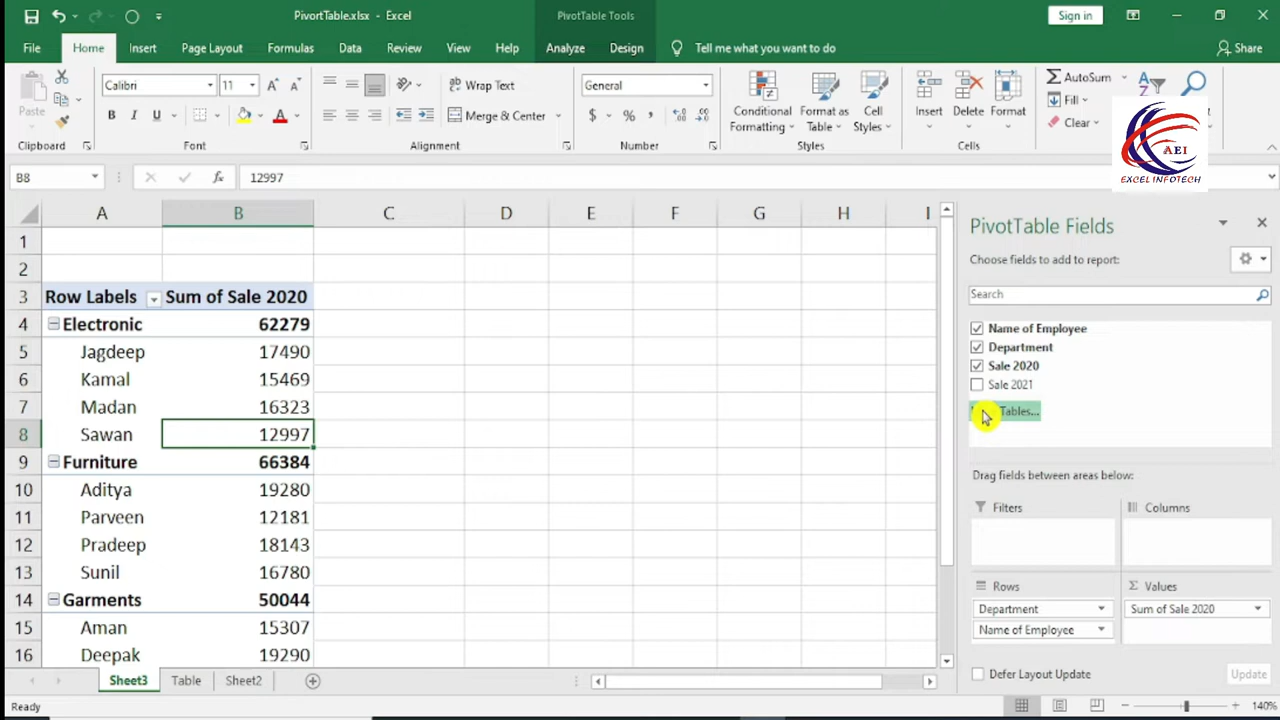 PivortTable.xlsx - Excel
PivotTable Tools
Sign in
File Home Insert Page Layout Formulas Data Review View Help Analyze Design Tell me what you want to do Share
Calibri 11 Wrap Text General AutoSum
Paste Merge & Center Conditional Formatting Format as Table Cell Styles Insert Delete Format Fill
Clear
Clipboard Font Alignment Number Styles Cells
AEI
EXCEL INFOTECH
B8 fx 12997
A B C D E F G H I
1
2
3 Row Labels Sum of Sale 2020
4 Electronic 62279
5 Jagdeep 17490
6 Kamal 15469
7 Madan 16323
8 Sawan 12997
9 Furniture 66384
10 Aditya 19280
11 Parveen 12181
12 Pradeep 18143
13 Sunil 16780
14 Garments 50044
15 Aman 15307
16 Deepak 19290
PivotTable Fields
Choose fields to add to report:
Search
Name of Employee
Department
Sale 2020
Sale 2021
Tables...
Drag fields between areas below:
Filters Columns
Rows Σ Values
Department Sum of Sale 2020
Name of Employee
Defer Layout Update Update
Sheet3 Table Sheet2
Ready 140%